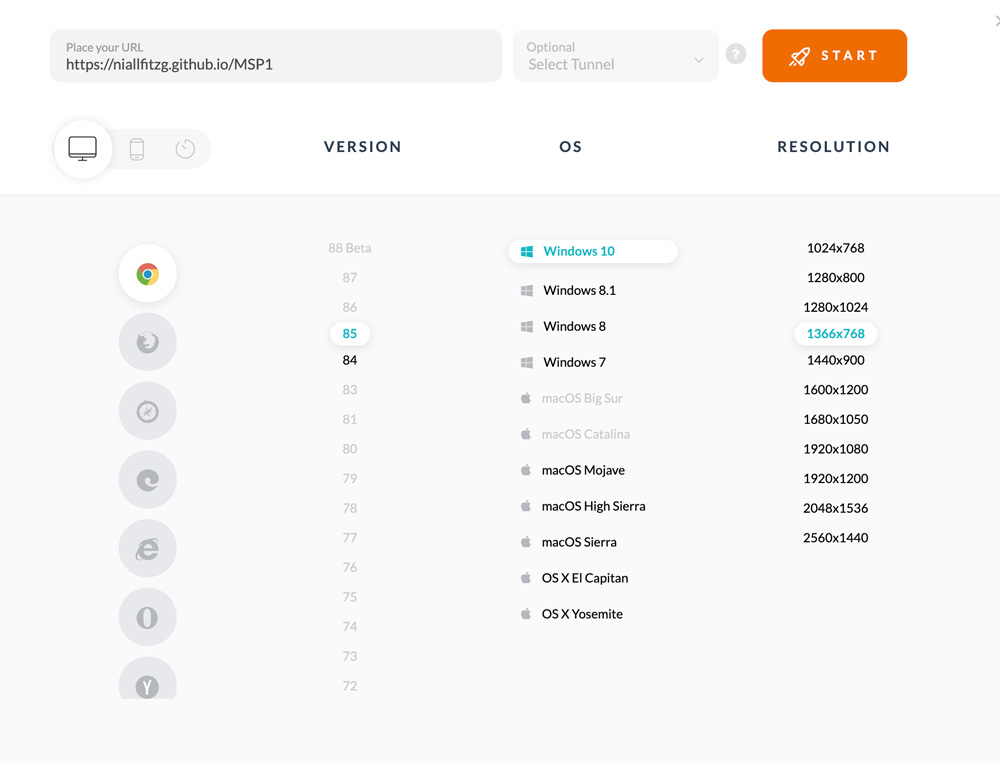 Place your URL
https://niallfitzg.github.io/MSP1
Optional
Select Tunnel
?
START
VERSION
OS
RESOLUTION
88 Beta
87
86
85
84
83
81
80
79
78
77
76
75
74
73
72
Windows 10
Windows 8.1
Windows 8
Windows 7
macOS Big Sur
macOS Catalina
macOS Mojave
macOS High Sierra
macOS Sierra
OS X El Capitan
OS X Yosemite
1024x768
1280x800
1280x1024
1366x768
1440x900
1600x1200
1680x1050
1920x1080
1920x1200
2048x1536
2560x1440